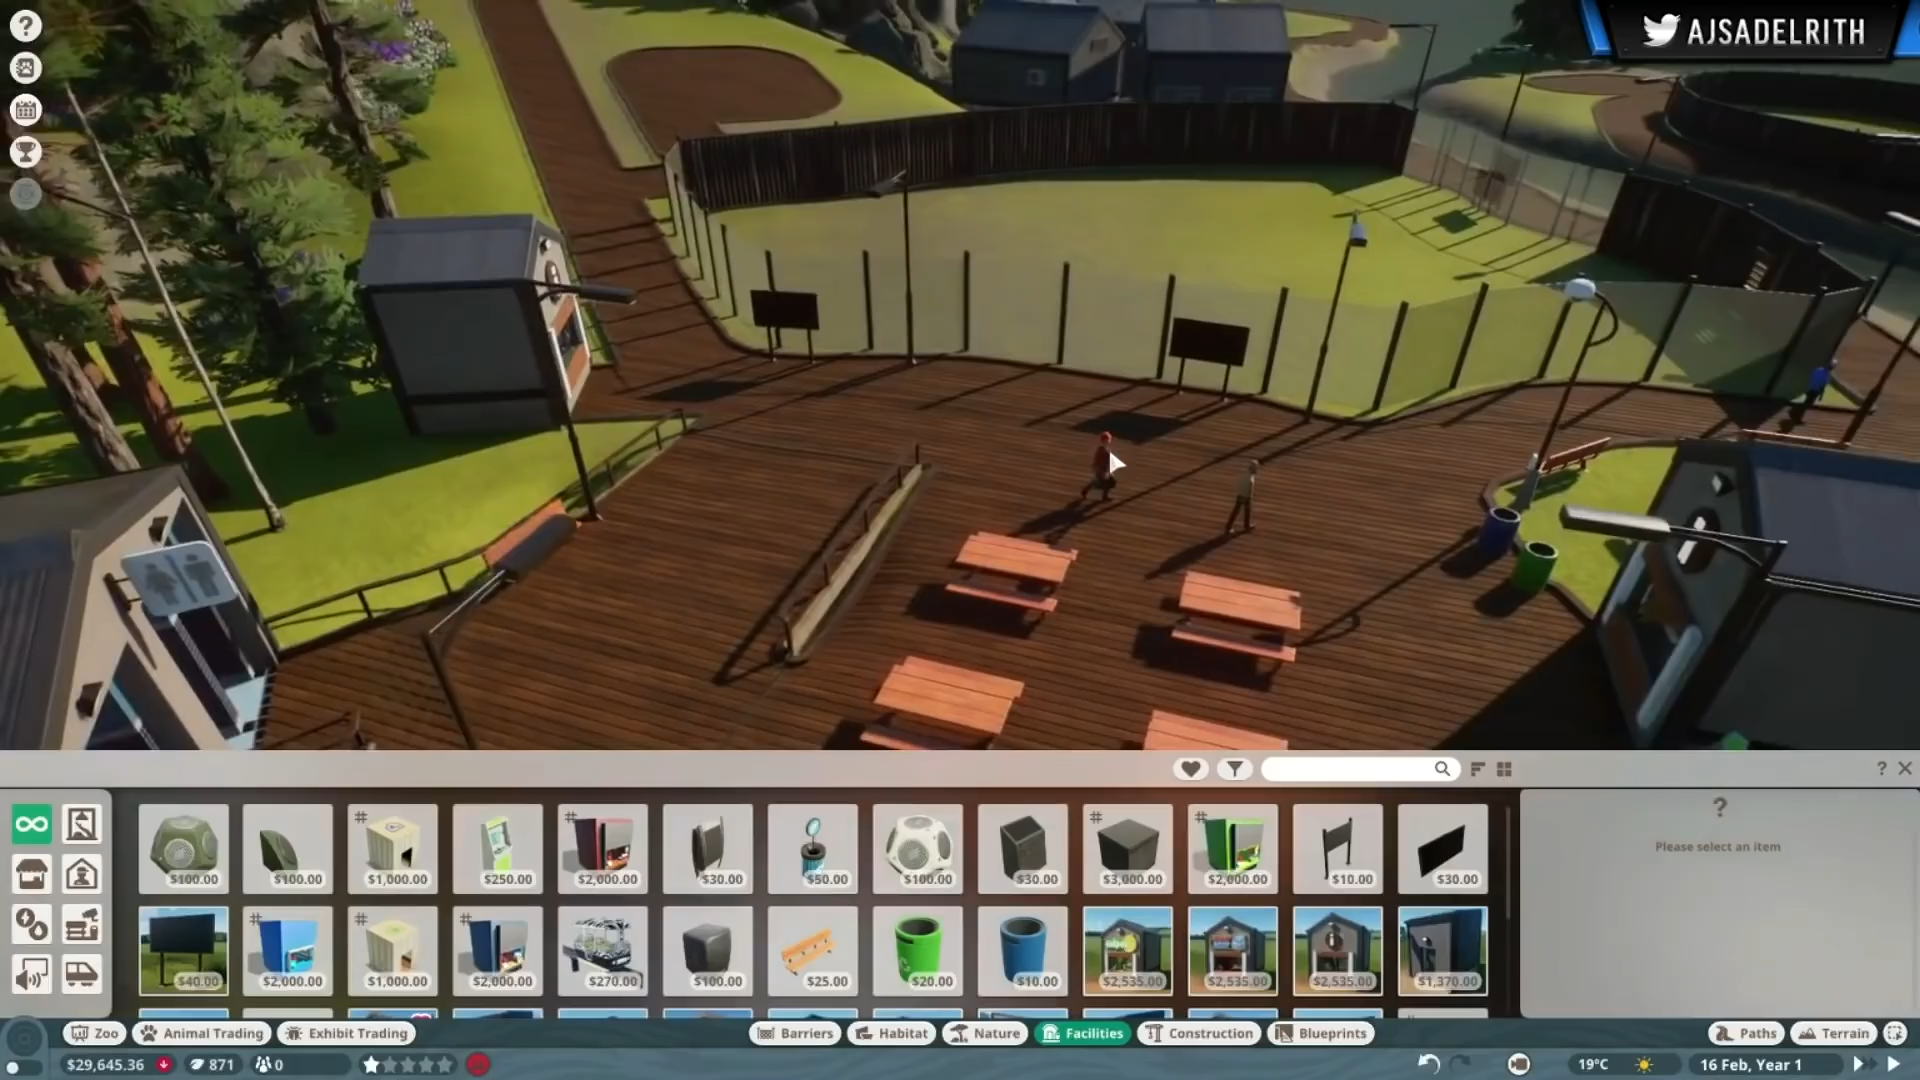 ?
AJSADELRITH
? 
?
$100.00 $100.00 # $1,000.00 $250.00 # $2,000.00 $30.00 $50.00 $100.00 $30.00 # $3,000.00 # $2,000.00 $10.00 $30.00
Please select an item
$40.00 # $2,000.00 # $1,000.00 # $2,000.00 $270.00 $100.00 $25.00 $20.00 $10.00 $2,535.00 $2,535.00 $2,535.00 $1,370.00
Zoo Animal Trading Exhibit Trading Barriers Habitat Nature Facilities Construction Blueprints Paths Terrain
$29,645.36 871 0 19°C 16 Feb, Year 1